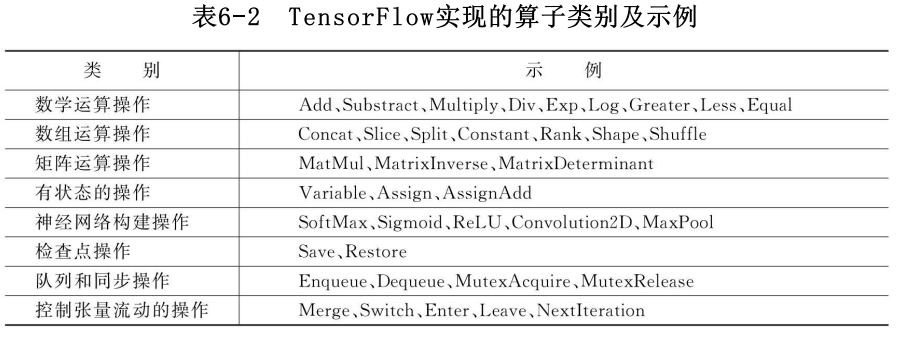 表6-2 TensorFlow实现的算子类别及示例
类 别 示 例
数学运算操作 Add、Substract、Multiply、Div、Exp、Log、Greater、Less、Equal
数组运算操作 Concat、Slice、Split、Constant、Rank、Shape、Shuffle
矩阵运算操作 MatMul、MatrixInverse、MatrixDeterminant
有状态的操作 Variable、Assign、AssignAdd
神经网络构建操作 SoftMax、Sigmoid、ReLU、Convolution2D、MaxPool
检查点操作 Save、Restore
队列和同步操作 Enqueue、Dequeue、MutexAcquire、MutexRelease
控制张量流动的操作 Merge、Switch、Enter、Leave、NextIteration